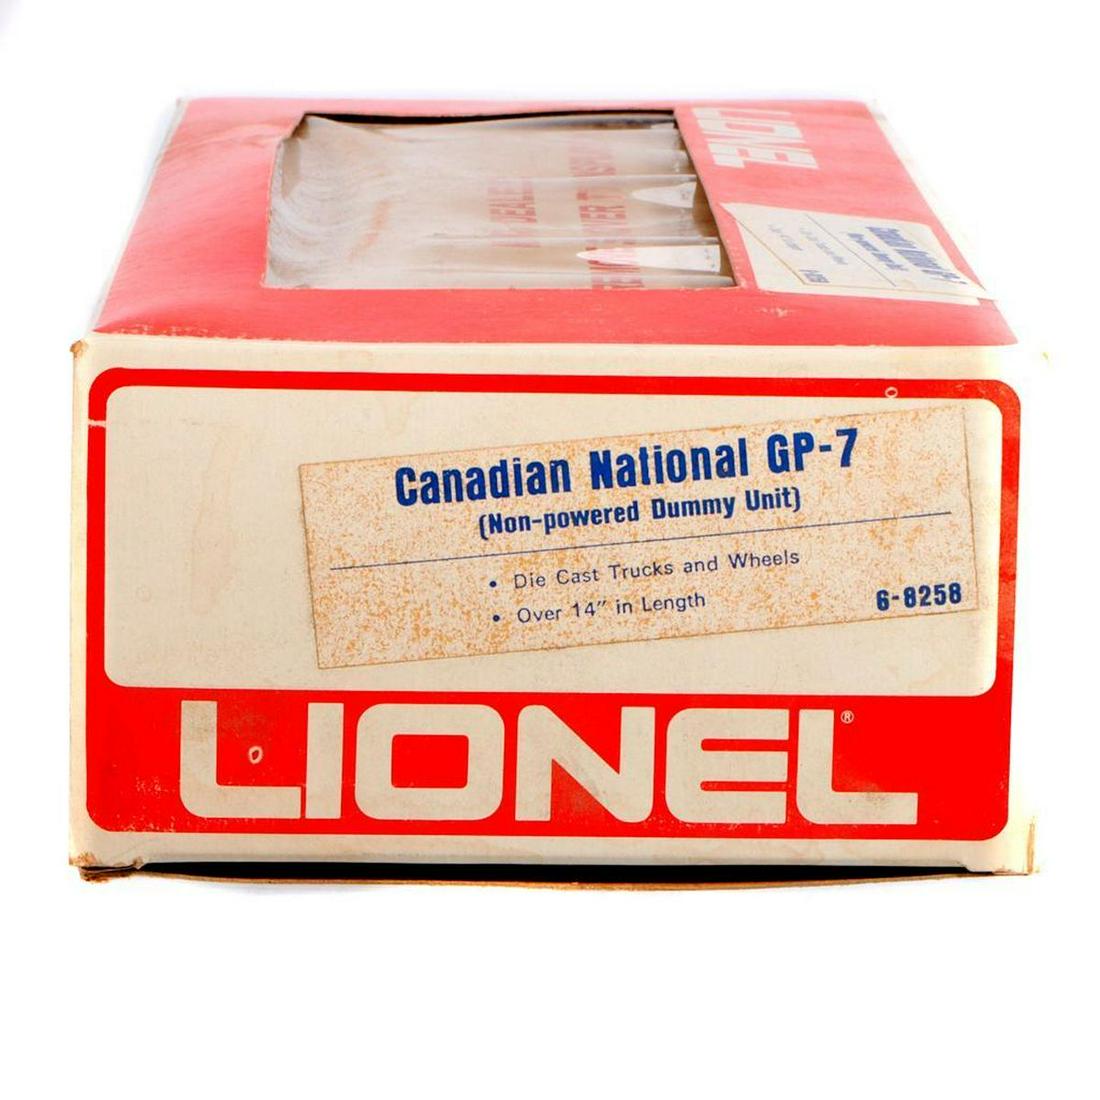 LIONEL
DEALER
Canadian National GP-7
(Non-powered Dummy Unit)
• Die Cast Trucks and Wheels
• Over 14" in Length
6-8258
LIONEL®